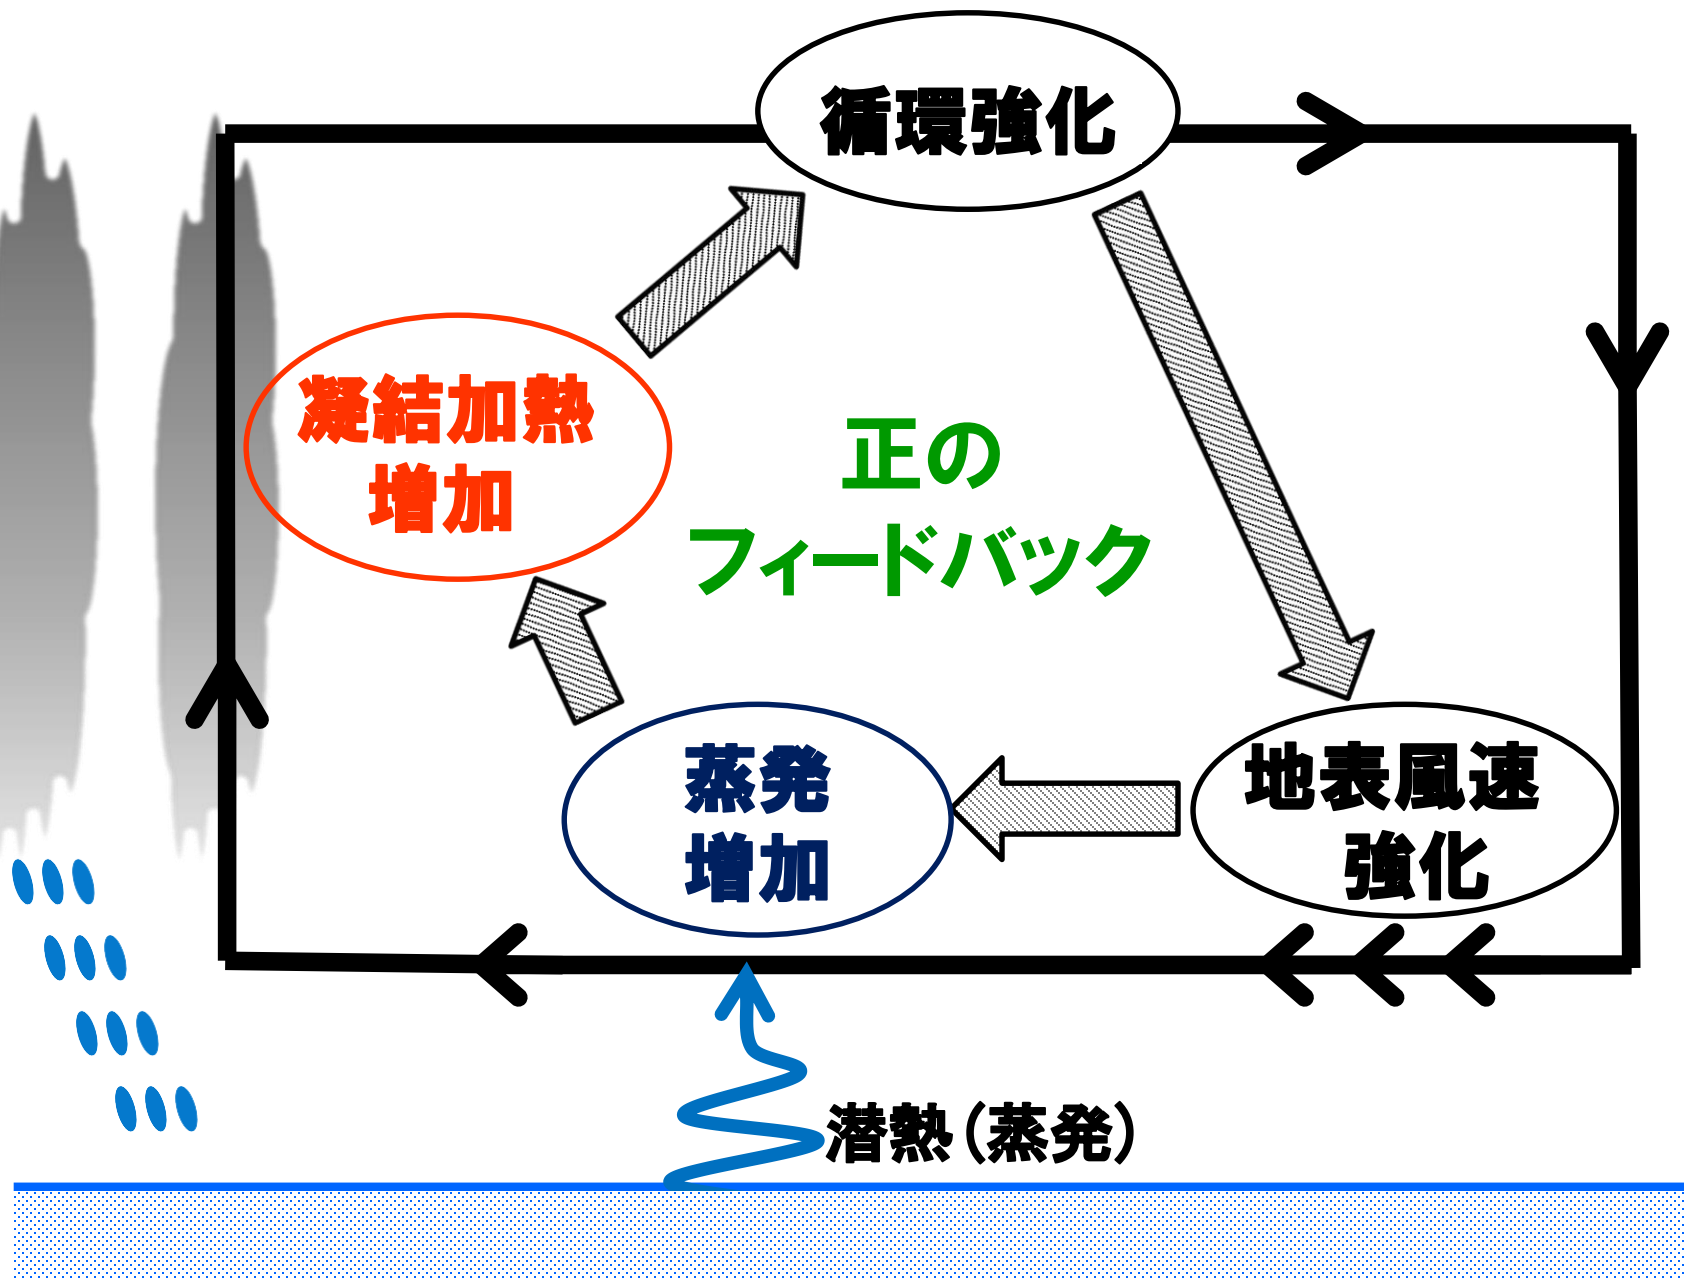 循環強化
凝結加熱
増加
正の
フィードバック
蒸発
増加
地表風速
強化
潜熱(蒸発)